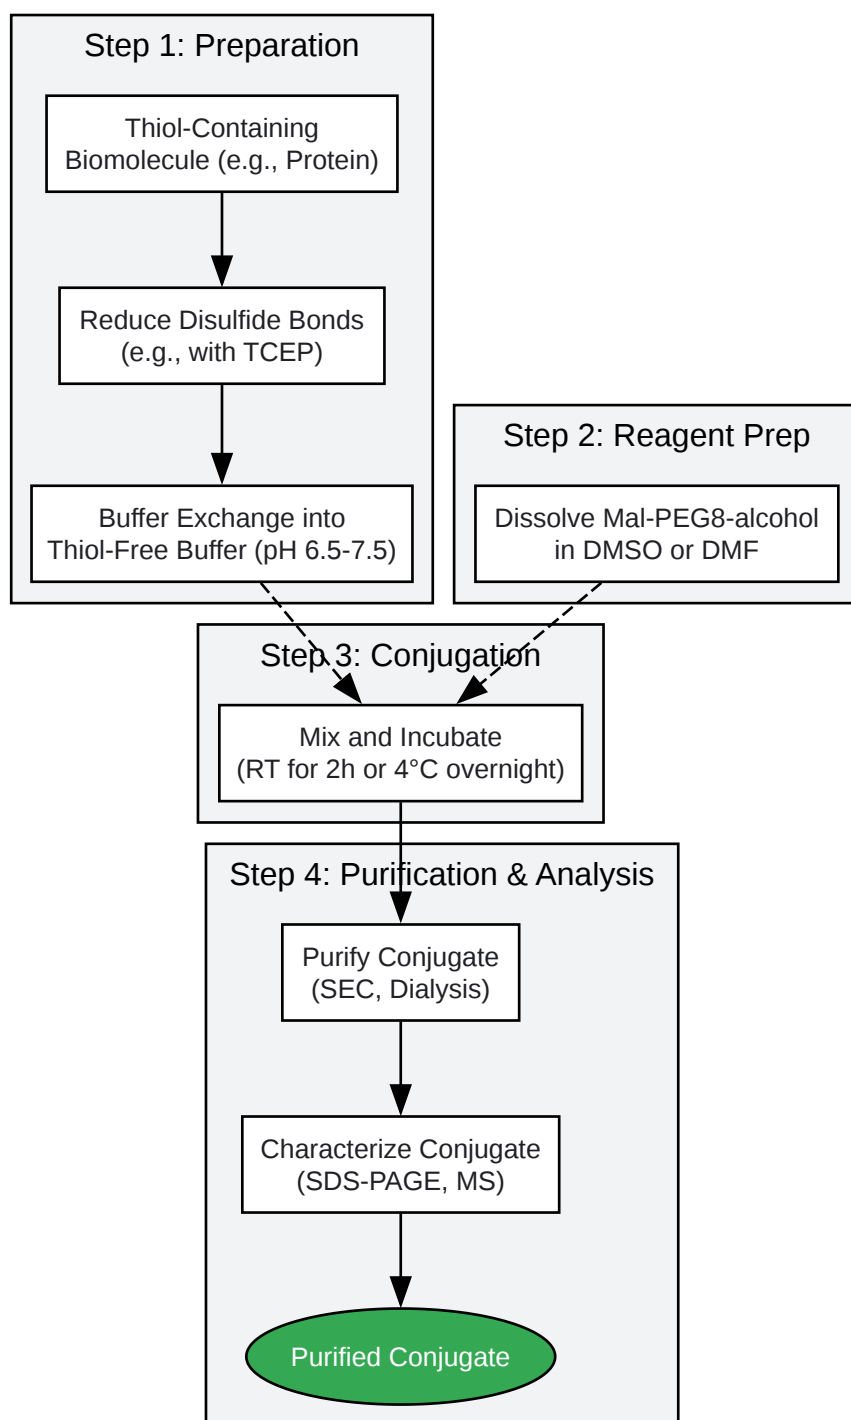 Step 1: Preparation
Thiol-Containing
Biomolecule (e.g., Protein)
Reduce Disulfide Bonds
(e.g., with TCEP)
Buffer Exchange into
Thiol-Free Buffer (pH 6.5-7.5)
Step 2: Reagent Prep
Dissolve Mal-PEG8-alcohol
in DMSO or DMF
Step 3: Conjugation
Mix and Incubate
(RT for 2h or 4°C overnight)
Step 4: Purification & Analysis
Purify Conjugate
(SEC, Dialysis)
Characterize Conjugate
(SDS-PAGE, MS)
Purified Conjugate